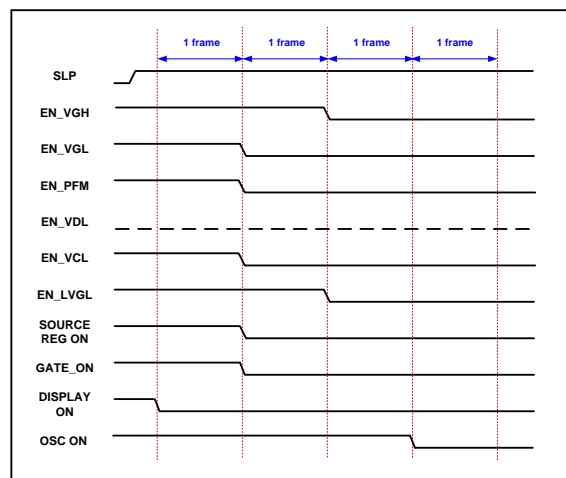 1 frame 1 frame 1 frame 1 frame
SLP
EN_VGH
EN_VGL
EN_PFM
EN_VDL
EN_VCL
EN_LVGL
SOURCE
REG ON
GATE_ON
DISPLAY
ON
OSC ON